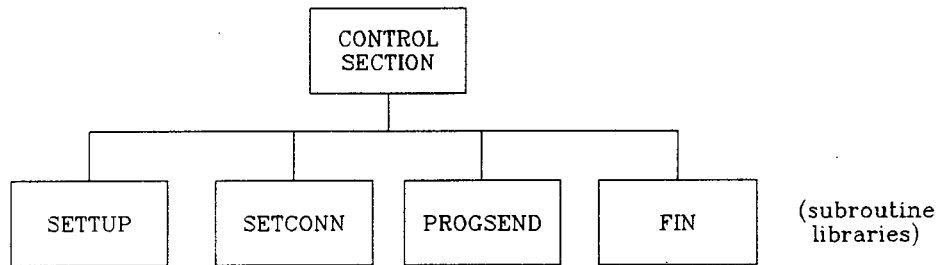 CONTROL
SECTION
SETTUP
SETCONN
PROGSEND
FIN
(subroutine
libraries)